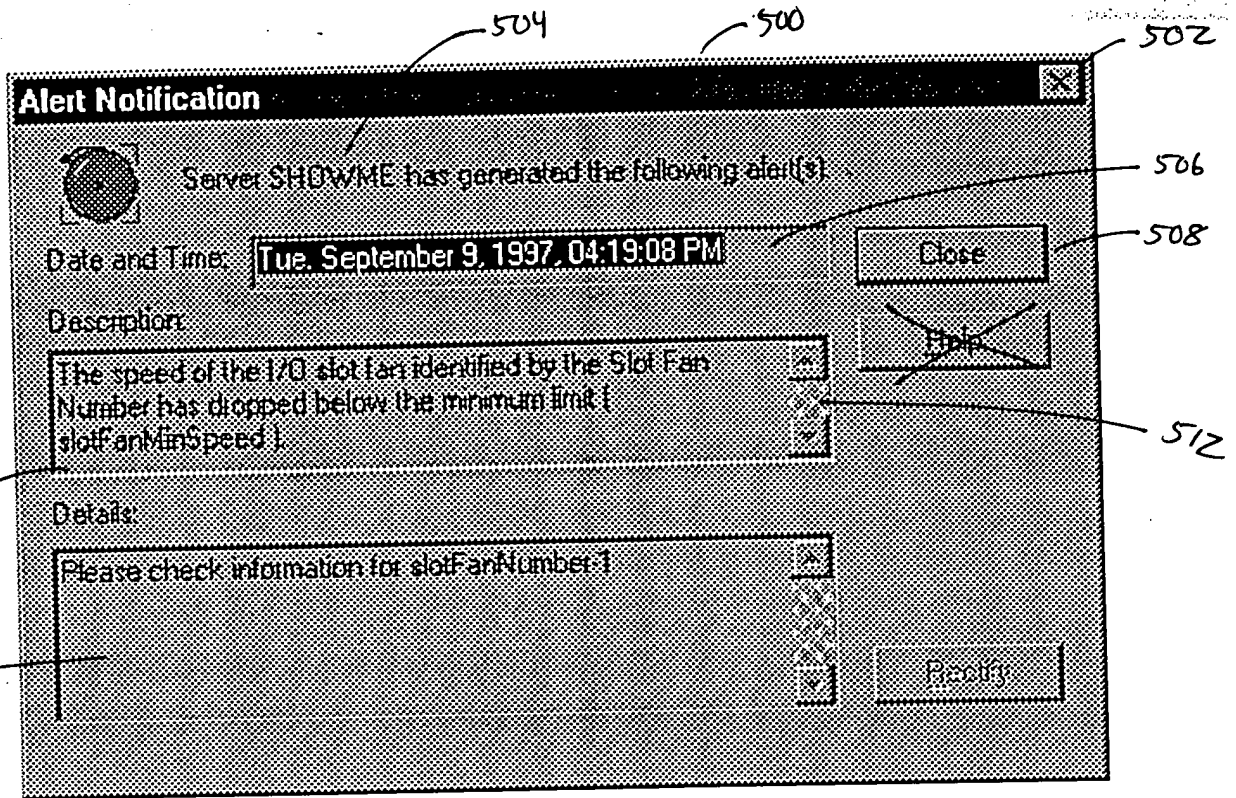 504
500
502
Alert Notification
Server SHOWME has generated the following alert(s).
506
Date and Time: Tue. September 9, 1997, 04:19:08 PM
Close
508
Description:
Help
The speed of the I/O slot fan identified by the Slot Fan
Number has dropped below the minimum limit (
slotFanMinSpeed ).
512
Details:
Please check information for slotFanNumber-1
Rectify